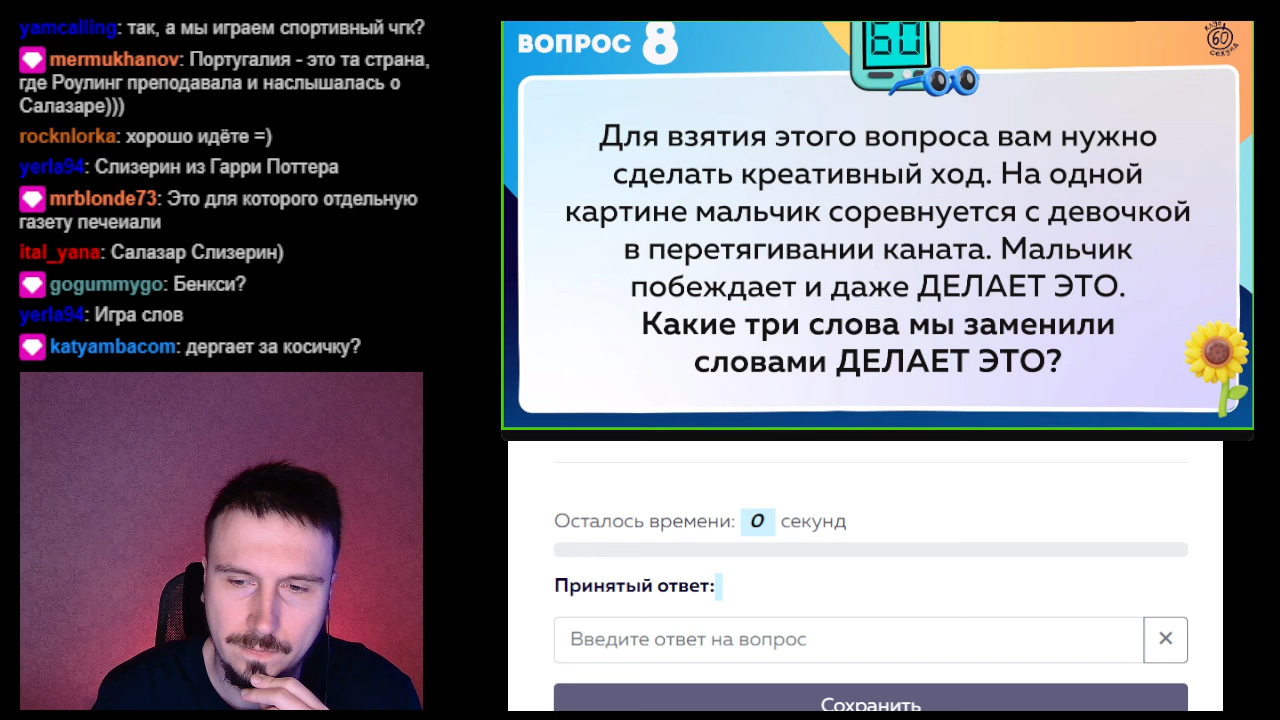 yamcalling: так, а мы играем спортивный чгк?
mermukhanov: Португалия - это та страна,
где Роулинг преподавала и наслышалась о
Салазаре)))
rocknlorka: хорошо идёте =)
yerla94: Слизерин из Гарри Поттера
mrblonde73: Это для которого отдельную
газету печеиали
ital_yana: Салазар Слизерин)
gogummygo: Бенкси?
yerla94: Игра слов
katyambacom: дергает за косичку?
ВОПРОС 8
60
КЛУБ
60
СЕКУНД
Для взятия этого вопроса вам нужно
сделать креативный ход. На одной
картине мальчик соревнуется с девочкой
в перетягивании каната. Мальчик
побеждает и даже ДЕЛАЕТ ЭТО.
Какие три слова мы заменили
словами ДЕЛАЕТ ЭТО?
Осталось времени: 0 секунд
Принятый ответ:
Введите ответ на вопрос
×
Сохранить